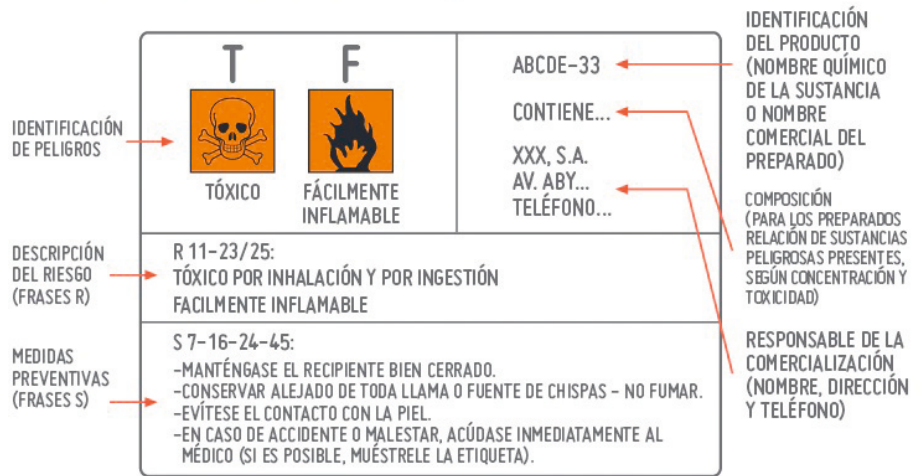 IDENTIFICACIÓN
DE PELIGROS
DESCRIPCIÓN
DEL RIESGO
(FRASES R)
MEDIDAS
PREVENTIVAS
(FRASES S)
T F
TÓXICO
FÁCILMENTE
INFLAMABLE
ABCDE-33
CONTIENE...
XXX, S.A.
AV. ABY...
TELÉFONO...
R 11-23/25:
TÓXICO POR INHALACIÓN Y POR INGESTIÓN
FACILMENTE INFLAMABLE
S 7-16-24-45:
-MANTÉNGASE EL RECIPIENTE BIEN CERRADO.
-CONSERVAR ALEJADO DE TODA LLAMA O FUENTE DE CHISPAS - NO FUMAR.
-EVÍTESE EL CONTACTO CON LA PIEL.
-EN CASO DE ACCIDENTE O MALESTAR, ACÚDASE INMEDIATAMENTE AL
MÉDICO (SI ES POSIBLE, MUÉSTRELE LA ETIQUETA).
IDENTIFICACIÓN
DEL PRODUCTO
(NOMBRE QUÍMICO
DE LA SUSTANCIA
O NOMBRE
COMERCIAL DEL
PREPARADO)
COMPOSICIÓN
(PARA LOS PREPARADOS
RELACIÓN DE SUSTANCIAS
PELIGROSAS PRESENTES,
SEGÚN CONCENTRACIÓN Y
TOXICIDAD)
RESPONSABLE DE LA
COMERCIALIZACIÓN
(NOMBRE, DIRECCIÓN
Y TELÉFONO)